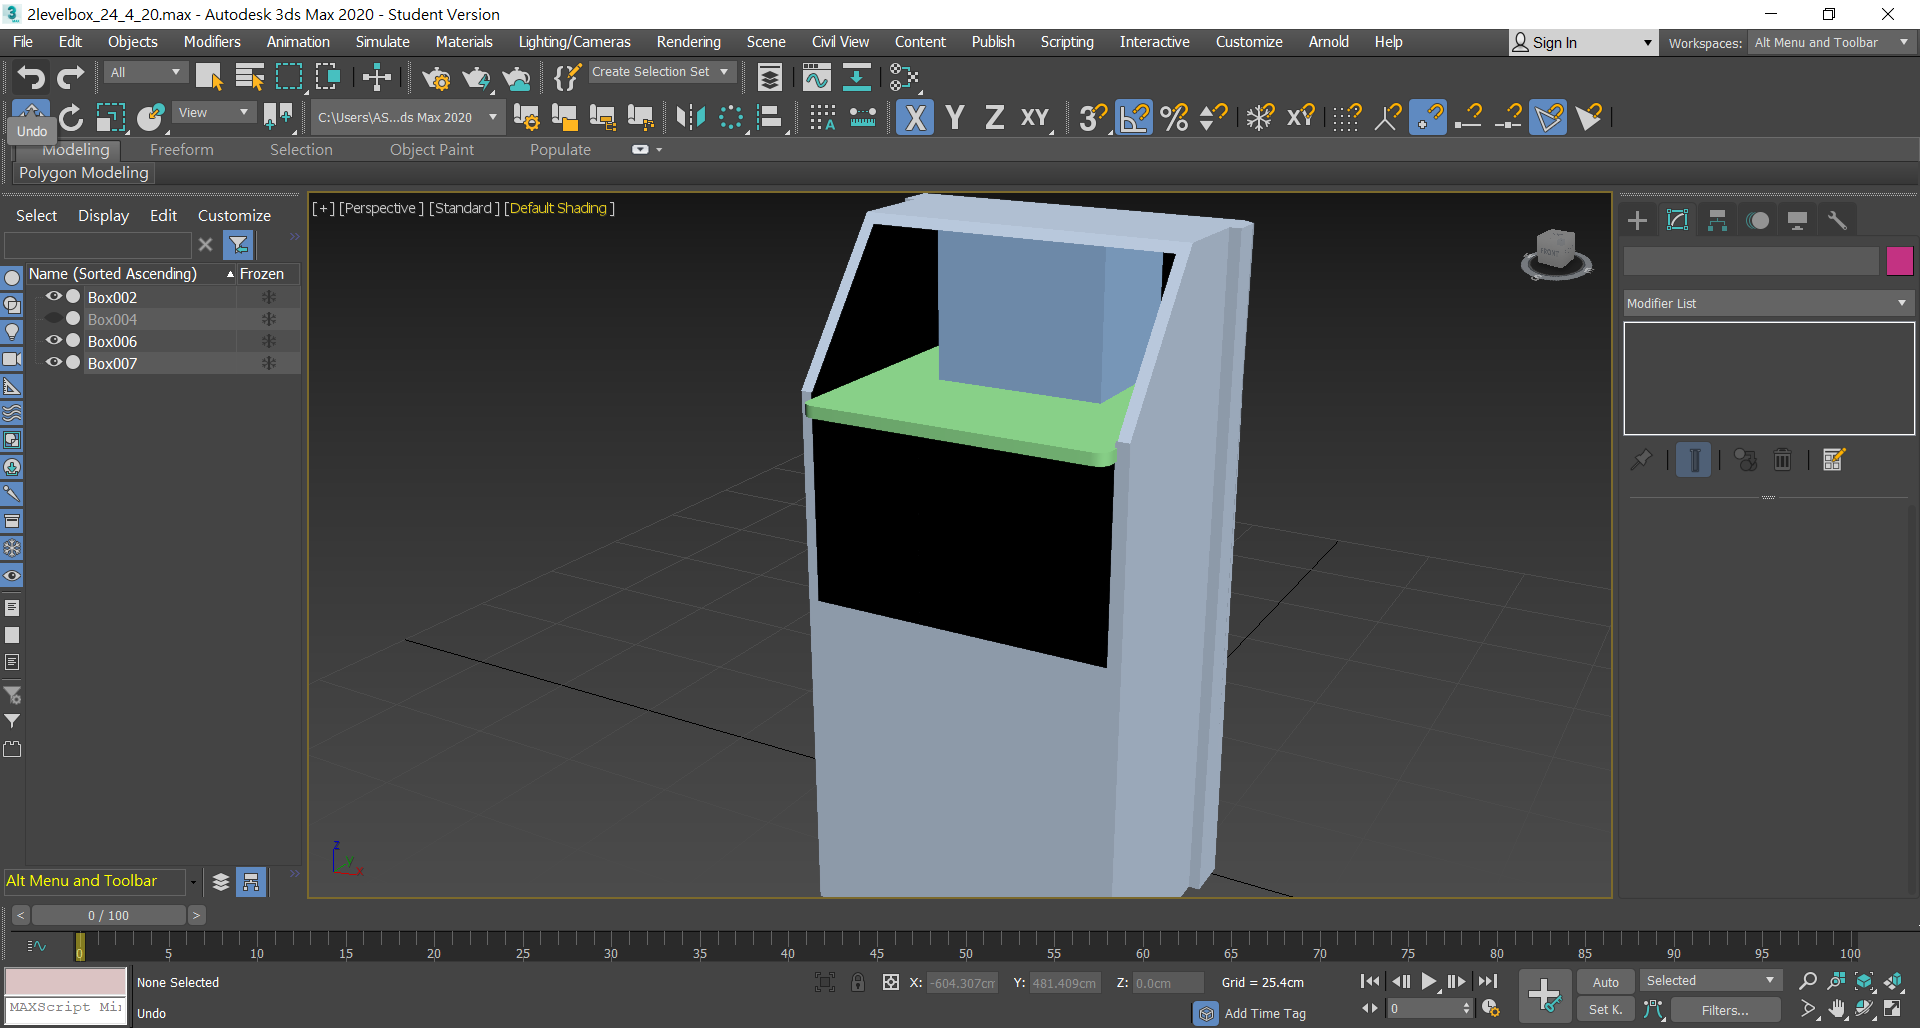 2levelbox_24_4_20.max - Autodesk 3ds Max 2020 - Student Version
File Edit Objects Modifiers Animation Simulate Materials Lighting/Cameras Rendering Scene Civil View Content Publish Scripting Interactive Customize Arnold Help
Sign In
Workspaces: Alt Menu and Toolbar
All
Create Selection Set
View
C:\Users\AS...ds Max 2020
X Y Z XY
3
%
XY
Undo
Modeling Freeform Selection Object Paint Populate
Polygon Modeling
Select Display Edit Customize
[+] [Perspective] [Standard] [Default Shading]
FRONT
Name (Sorted Ascending) Frozen
Box002
Box004
Box006
Box007
Modifier List
z
y
x
Alt Menu and Toolbar
< 0 / 100 >
0 5 10 15 20 25 30 35 40 45 50 55 60 65 70 75 80 85 90 95 100
None Selected
X: -604.307cm Y: 481.409cm Z: 0.0cm Grid = 25.4cm
Auto
Selected
MAXScript Mi
Undo
Add Time Tag
0
Set K.
Filters...